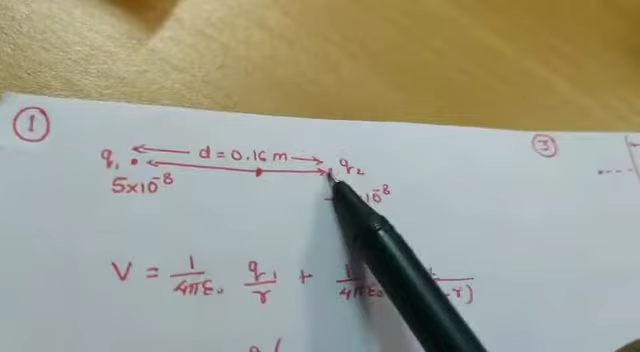 ①
③
d = 0.16 m
q₁ q₂
5×10⁻⁸ ×10⁻⁸
V = 1/4πε₀ q₁/r + 1/4πε₀ r)